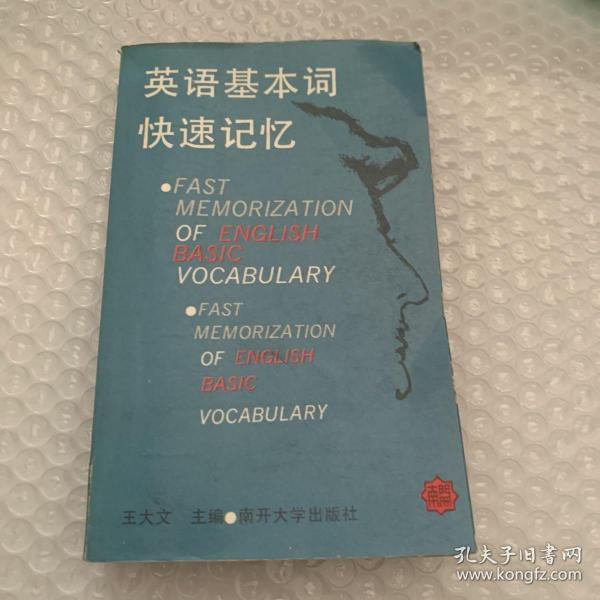 英语基本词
快速记忆
●FAST
MEMORIZATION
OF ENGLISH
BASIC
VOCABULARY
●FAST
MEMORIZATION
OF ENGLISH
BASIC
VOCABULARY
王大文 主编●南开大学出版社
南開
孔夫子旧书网
www.kongfz.com